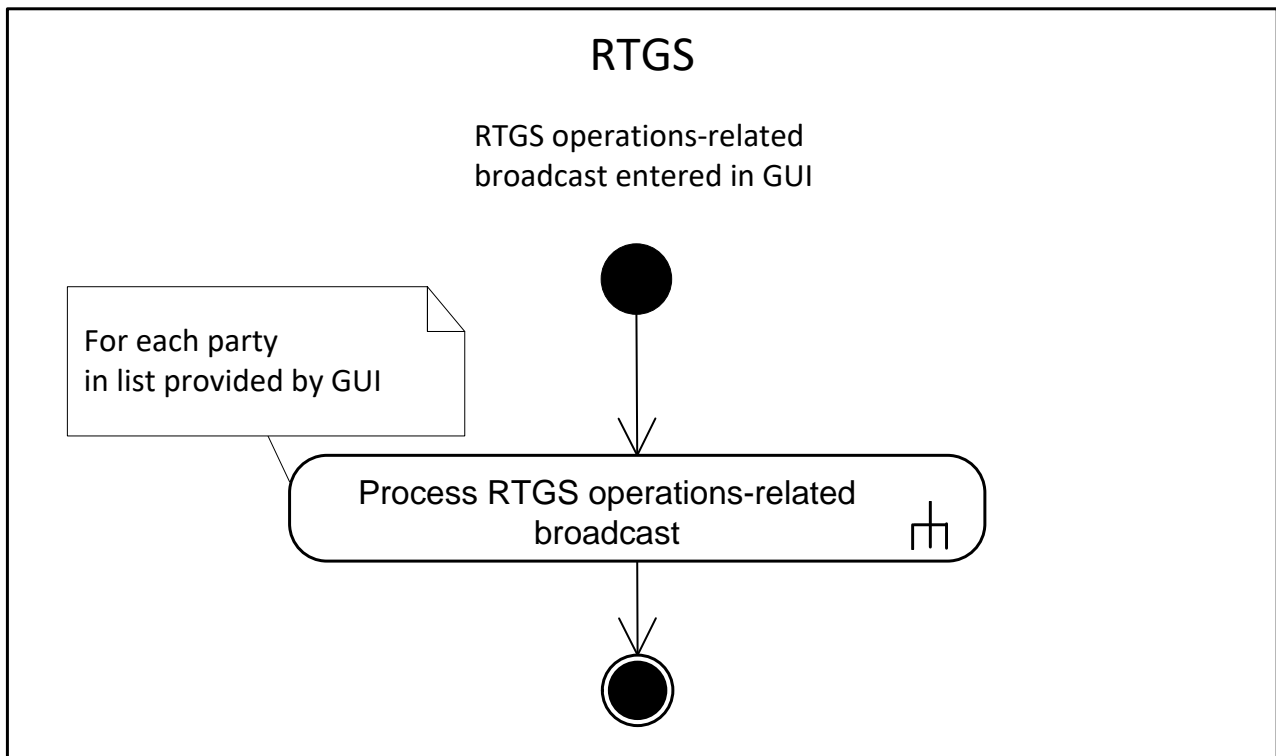 RTGS
RTGS operations-related
broadcast entered in GUI
For each party
in list provided by GUI
Process RTGS operations-related
broadcast